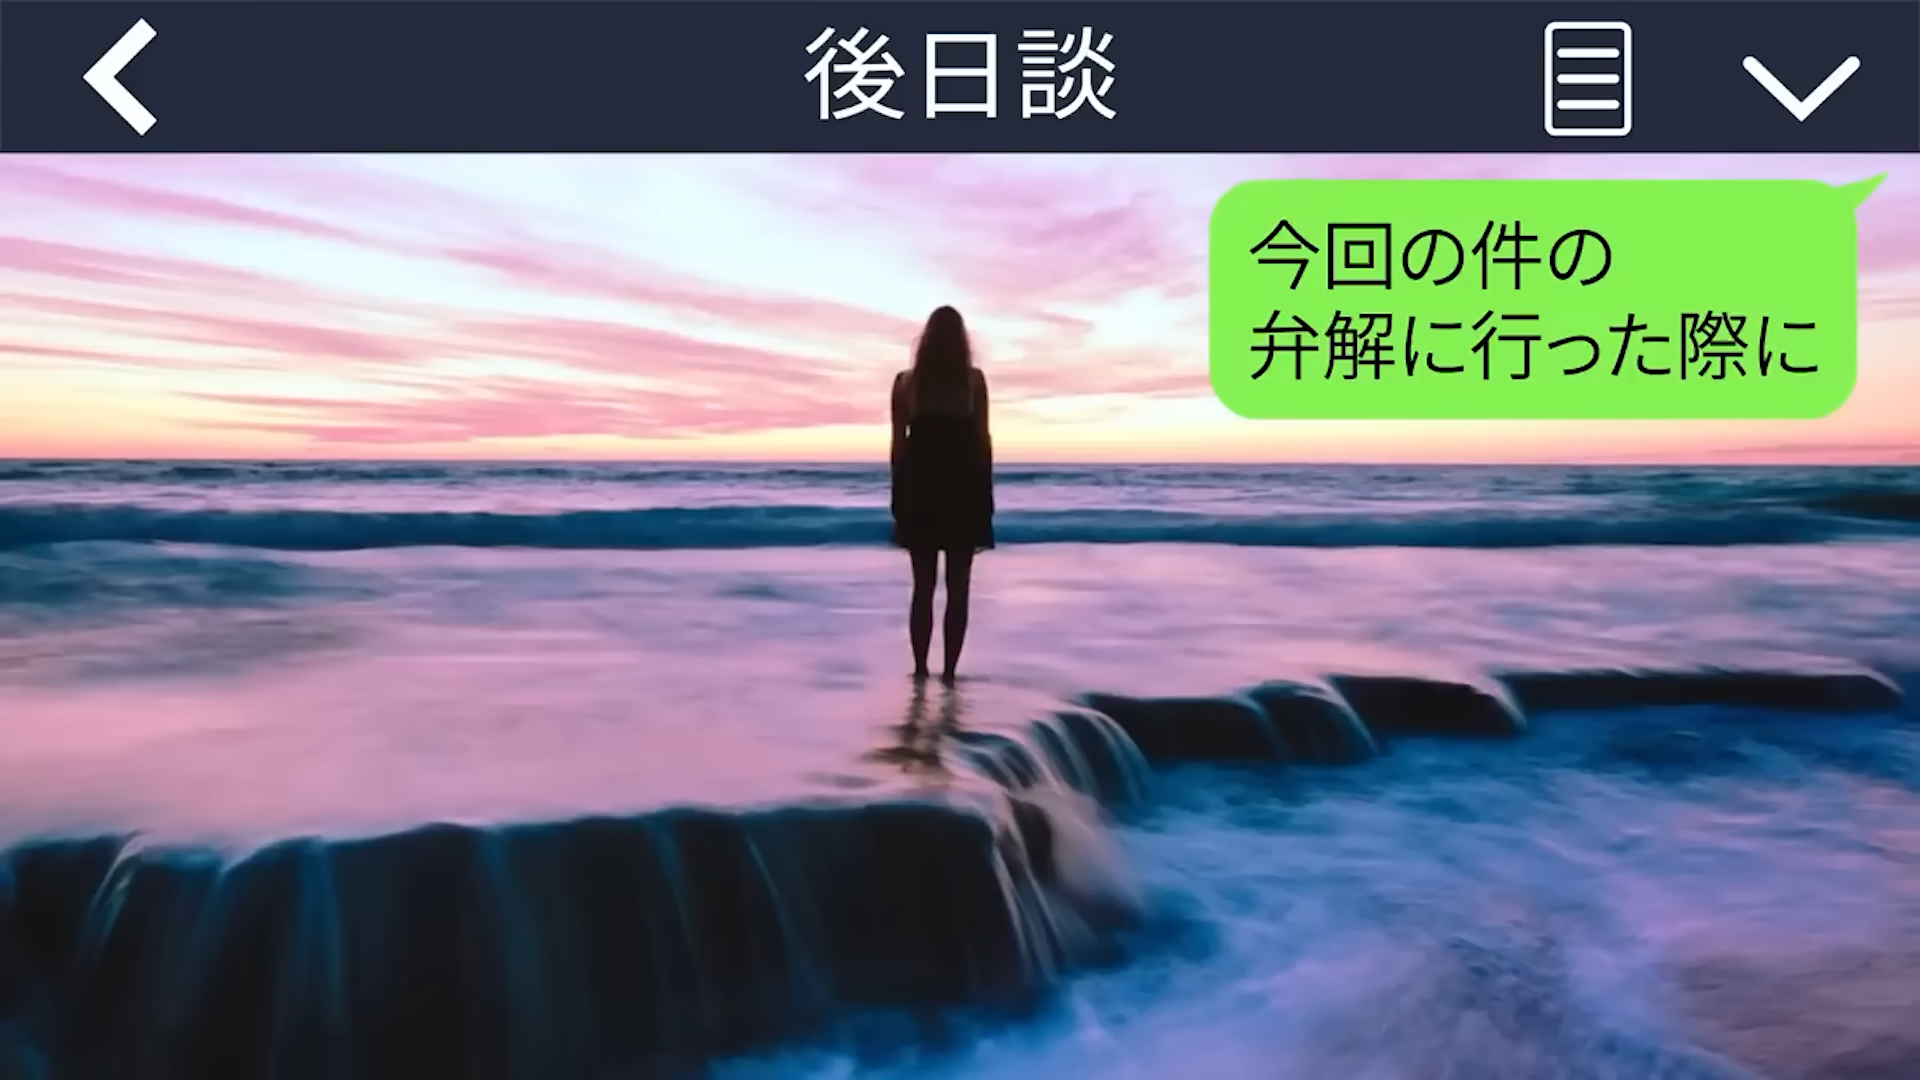 後日談
今回の件の
弁解に行った際に